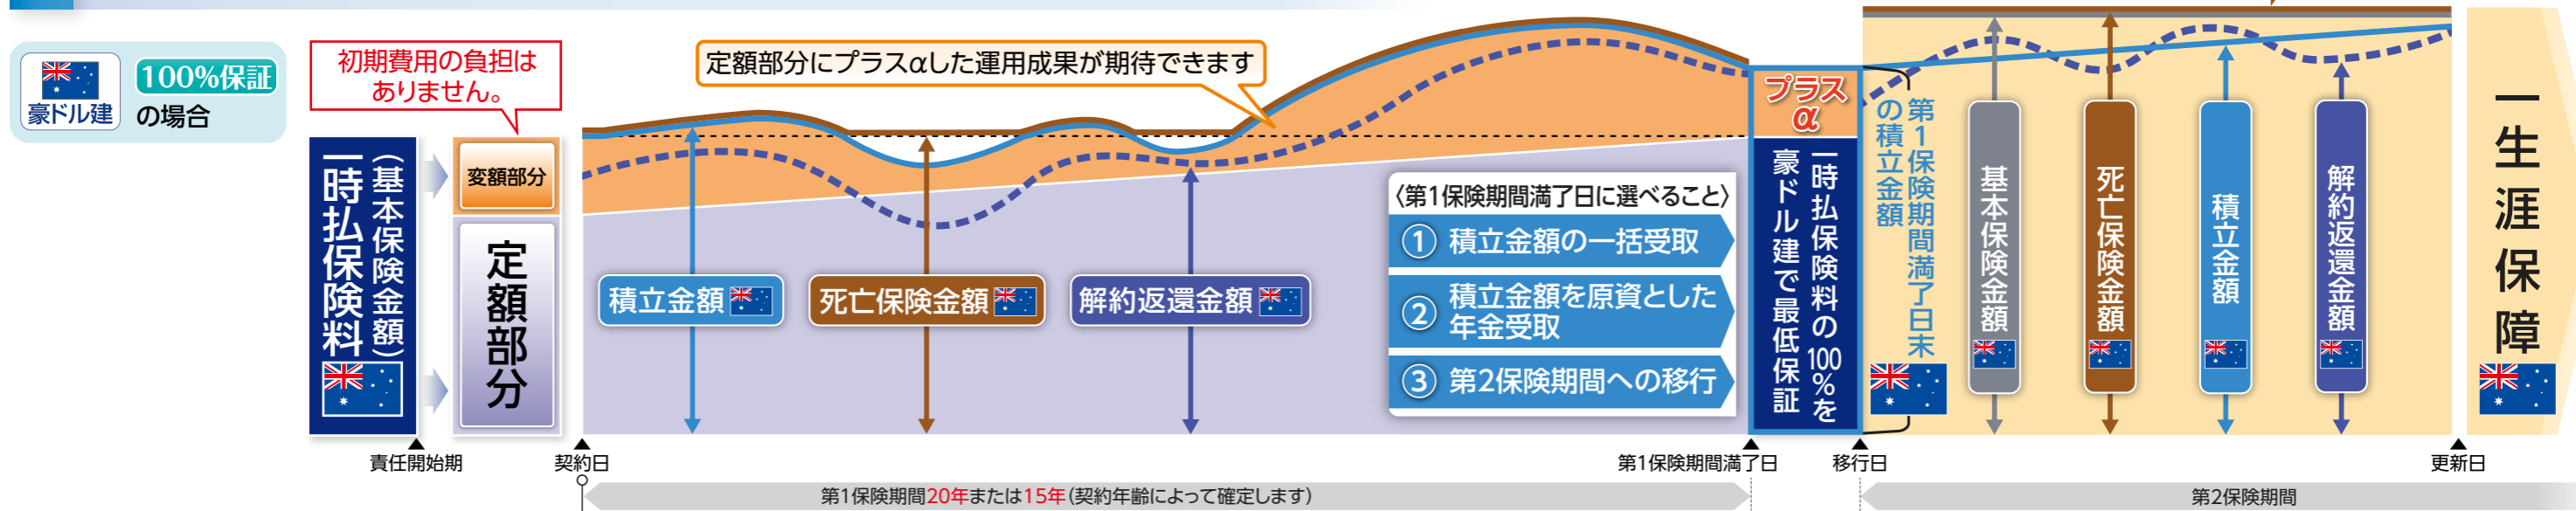 豪ドル建
100%保証
の場合
初期費用の負担は
ありません。
一時払保険料
(基本保険金額)
変額部分
定額部分
定額部分にプラスαした運用成果が期待できます
積立金額
死亡保険金額
解約返還金額
〈第1保険期間満了日に選べること〉
① 積立金額の一括受取
② 積立金額を原資とした
年金受取
③ 第2保険期間への移行
プラス
α
一時払保険料の100%を
豪ドル建で最低保証
第1保険期間満了日末
の積立金額
基本保険金額
死亡保険金額
積立金額
解約返還金額
一生涯保障
責任開始期
契約日
第1保険期間満了日
移行日
更新日
第1保険期間20年または15年(契約年齢によって確定します)
第2保険期間